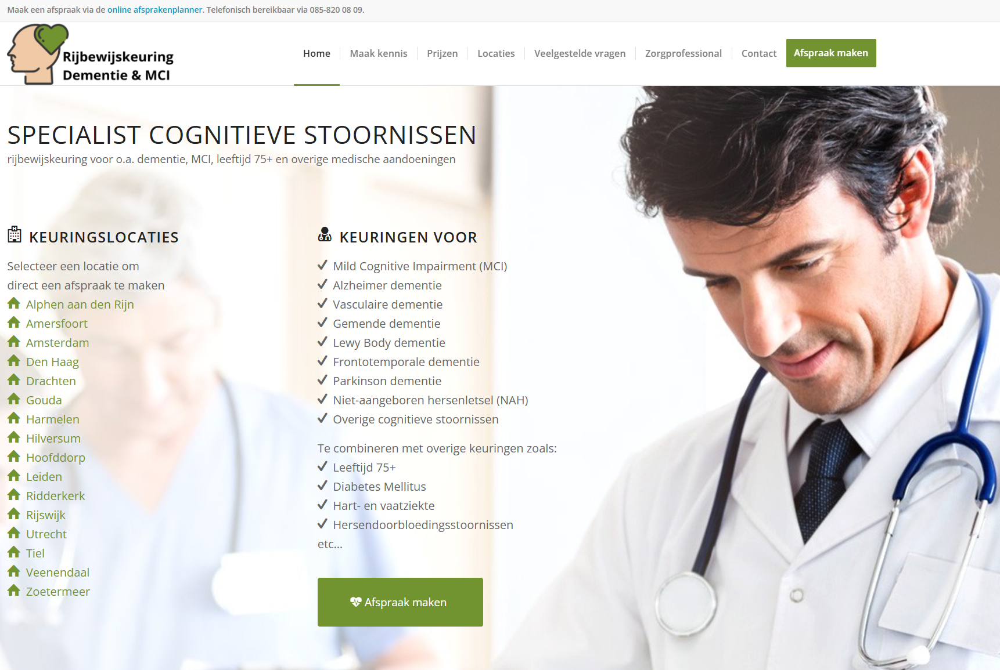 Maak een afspraak via de online afsprakenplanner. Telefonisch bereikbaar via 085-820 08 09.
Rijbewijskeuring
Dementie & MCI
Home
Maak kennis
Prijzen
Locaties
Veelgestelde vragen
Zorgprofessional
Contact
Afspraak maken
SPECIALIST COGNITIEVE STOORNISSEN
rijbewijskeuring voor o.a. dementie, MCI, leeftijd 75+ en overige medische aandoeningen
KEURINGSLOCATIES
Selecteer een locatie om
direct een afspraak te maken
Alphen aan den Rijn
Amersfoort
Amsterdam
Den Haag
Drachten
Gouda
Harmelen
Hilversum
Hoofddorp
Leiden
Ridderkerk
Rijswijk
Utrecht
Tiel
Veenendaal
Zoetermeer
KEURINGEN VOOR
Mild Cognitive Impairment (MCI)
Alzheimer dementie
Vasculaire dementie
Gemende dementie
Lewy Body dementie
Frontotemporale dementie
Parkinson dementie
Niet-aangeboren hersenletsel (NAH)
Overige cognitieve stoornissen
Te combineren met overige keuringen zoals:
Leeftijd 75+
Diabetes Mellitus
Hart- en vaatziekte
Hersendoorbloedingsstoornissen
etc...
Afspraak maken